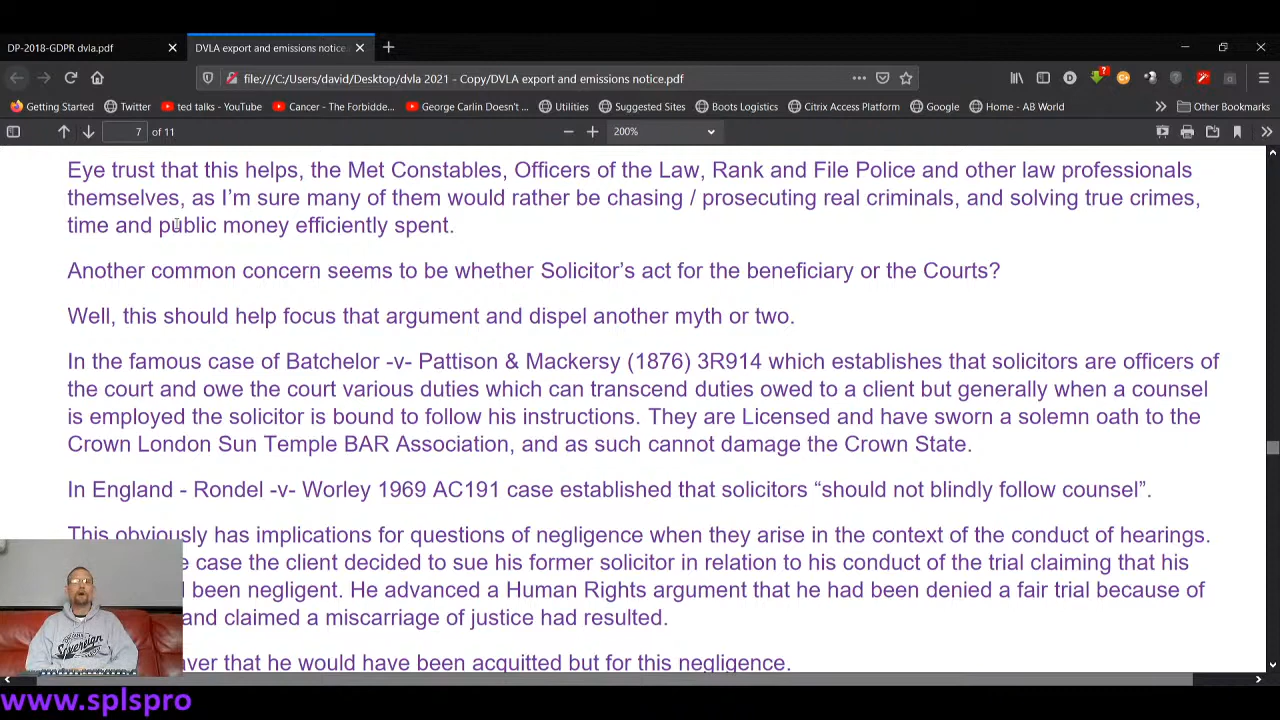 DP-2018-GDPR dvla.pdf
DVLA export and emissions notice
file:///C:/Users/david/Desktop/dvla 2021 - Copy/DVLA export and emissions notice.pdf
Getting Started Twitter ted talks - YouTube Cancer - The Forbidde... George Carlin Doesn't ... Utilities Suggested Sites Boots Logistics Citrix Access Platform Google Home - AB World Other Bookmarks
7 of 11 200%
Eye trust that this helps, the Met Constables, Officers of the Law, Rank and File Police and other law professionals
themselves, as I'm sure many of them would rather be chasing / prosecuting real criminals, and solving true crimes,
time and public money efficiently spent.
Another common concern seems to be whether Solicitor's act for the beneficiary or the Courts?
Well, this should help focus that argument and dispel another myth or two.
In the famous case of Batchelor -v- Pattison & Mackersy (1876) 3R914 which establishes that solicitors are officers of
the court and owe the court various duties which can transcend duties owed to a client but generally when a counsel
is employed the solicitor is bound to follow his instructions. They are Licensed and have sworn a solemn oath to the
Crown London Sun Temple BAR Association, and as such cannot damage the Crown State.
In England - Rondel -v- Worley 1969 AC191 case established that solicitors “should not blindly follow counsel”.
This obviously has implications for questions of negligence when they arise in the context of the conduct of hearings.
case the client decided to sue his former solicitor in relation to his conduct of the trial claiming that his
been negligent. He advanced a Human Rights argument that he had been denied a fair trial because of
and claimed a miscarriage of justice had resulted.
that he would have been acquitted but for this negligence.
Sovereign
www.splspro